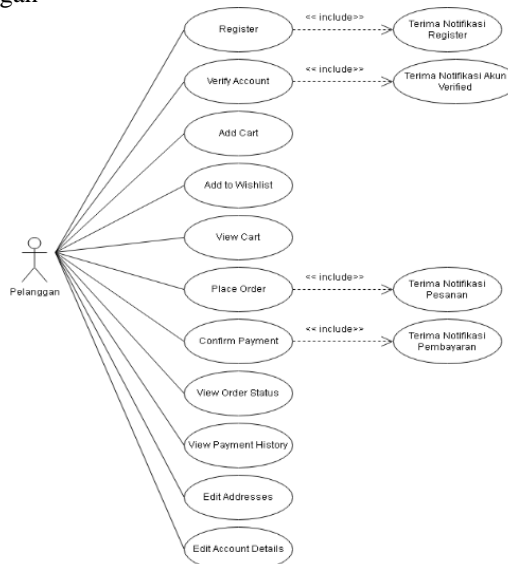 gan
Register
<< include>>
Terima Notifikasi
Register
Verify Account
<< include>>
Terima Notifikasi Akun
Verified
Add Cart
Add to Wishlist
View Cart
Pelanggan
Place Order
<< include>>
Terima Notifikasi
Pesanan
Confirm Payment
<< include>>
Terima Notifikasi
Pembayaran
View Order Status
View Payment History
Edit Addresses
Edit Account Details